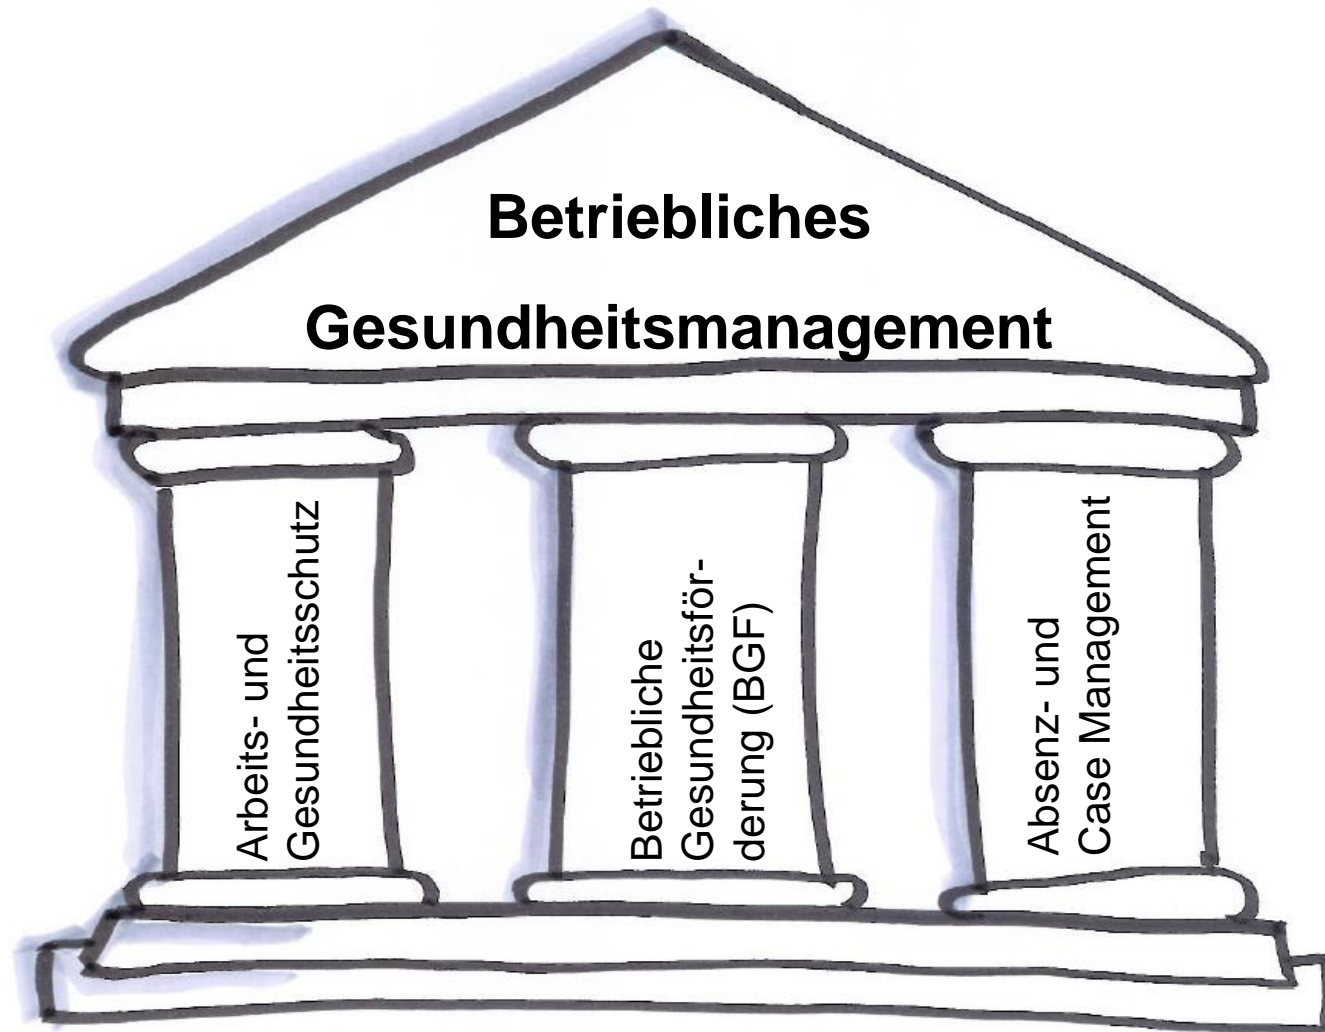 Betriebliches
Gesundheitsmanagement
Arbeits- und
Gesundheitsschutz
Betriebliche
Gesundheitsför-
derung (BGF)
Absenz- und
Case Management